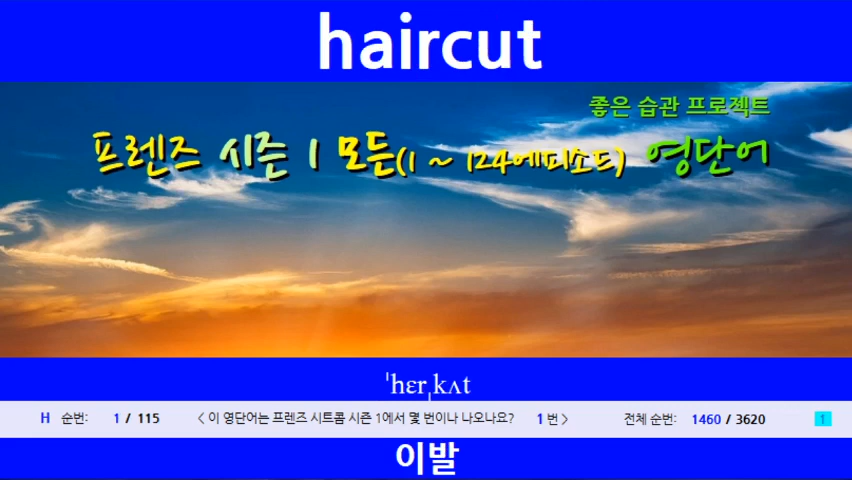 haircut
좋은 습관 프로젝트
프렌즈 시즌 1 모든(1 ~ 124에피소드) 영단어
ˈhɛrˌkʌt
H 순번: 1 / 115 < 이 영단어는 프렌즈 시트콤 시즌 1에서 몇 번이나 나오나요? 1 번 > 전체 순번: 1460 / 3620 1
이발